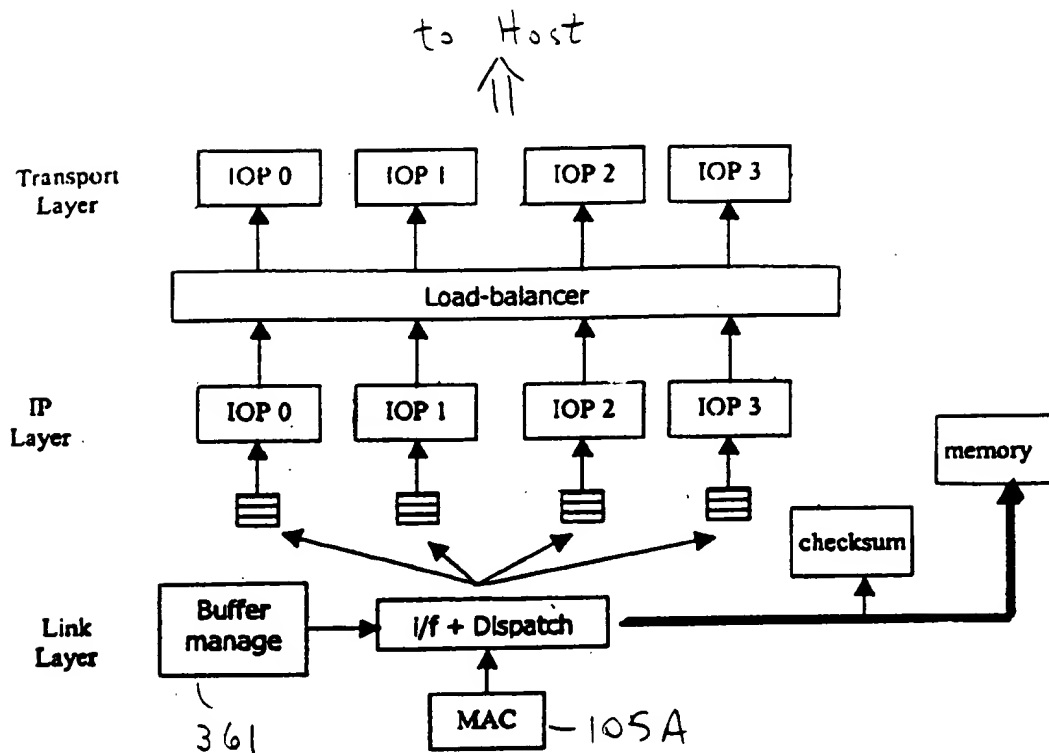 to Host
Transport
Layer
IOP 0
IOP 1
IOP 2
IOP 3
Load-balancer
IP
Layer
IOP 0
IOP 1
IOP 2
IOP 3
memory
checksum
Link
Layer
Buffer
manage
i/f + Dispatch
MAC
105A
361